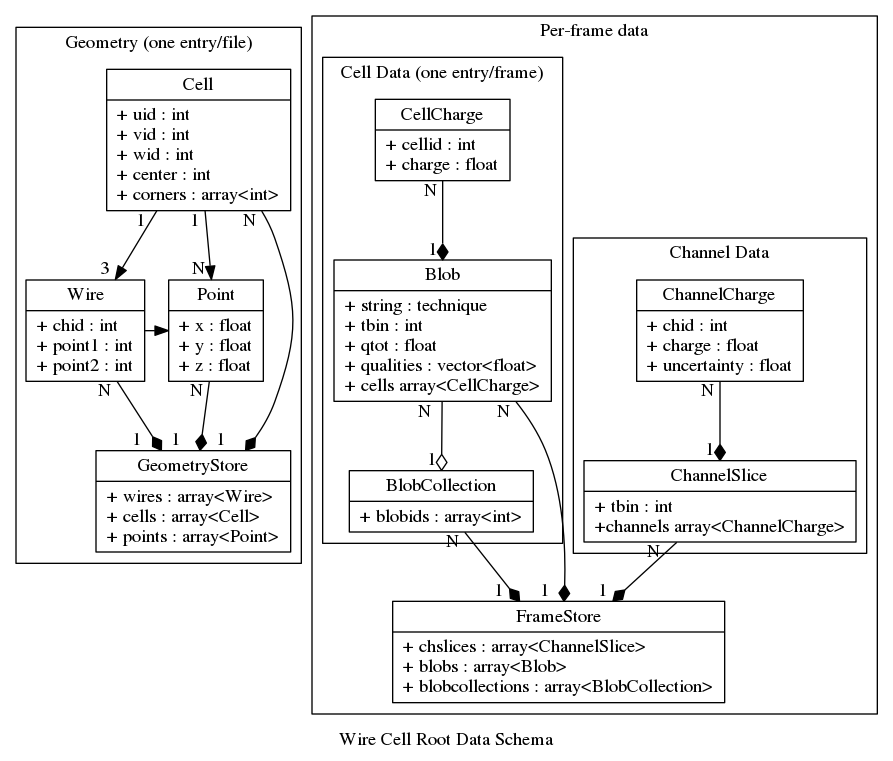 Geometry (one entry/file)
Cell
+ uid : int
+ vid : int
+ wid : int
+ center : int
+ corners : array<int>
1
1
N
3
N
Wire
+ chid : int
+ point1 : int
+ point2 : int
Point
+ x : float
+ y : float
+ z : float
N
N
1
1
1
GeometryStore
+ wires : array<Wire>
+ cells : array<Cell>
+ points : array<Point>
Per-frame data
Cell Data (one entry/frame)
CellCharge
+ cellid : int
+ charge : float
N
1
Blob
+ string : technique
+ tbin : int
+ qtot : float
+ qualities : vector<float>
+ cells array<CellCharge>
N
N
1
BlobCollection
+ blobids : array<int>
N
Channel Data
ChannelCharge
+ chid : int
+ charge : float
+ uncertainty : float
N
1
ChannelSlice
+ tbin : int
+channels array<ChannelCharge>
N
1
1
1
FrameStore
+ chslices : array<ChannelSlice>
+ blobs : array<Blob>
+ blobcollections : array<BlobCollection>
Wire Cell Root Data Schema